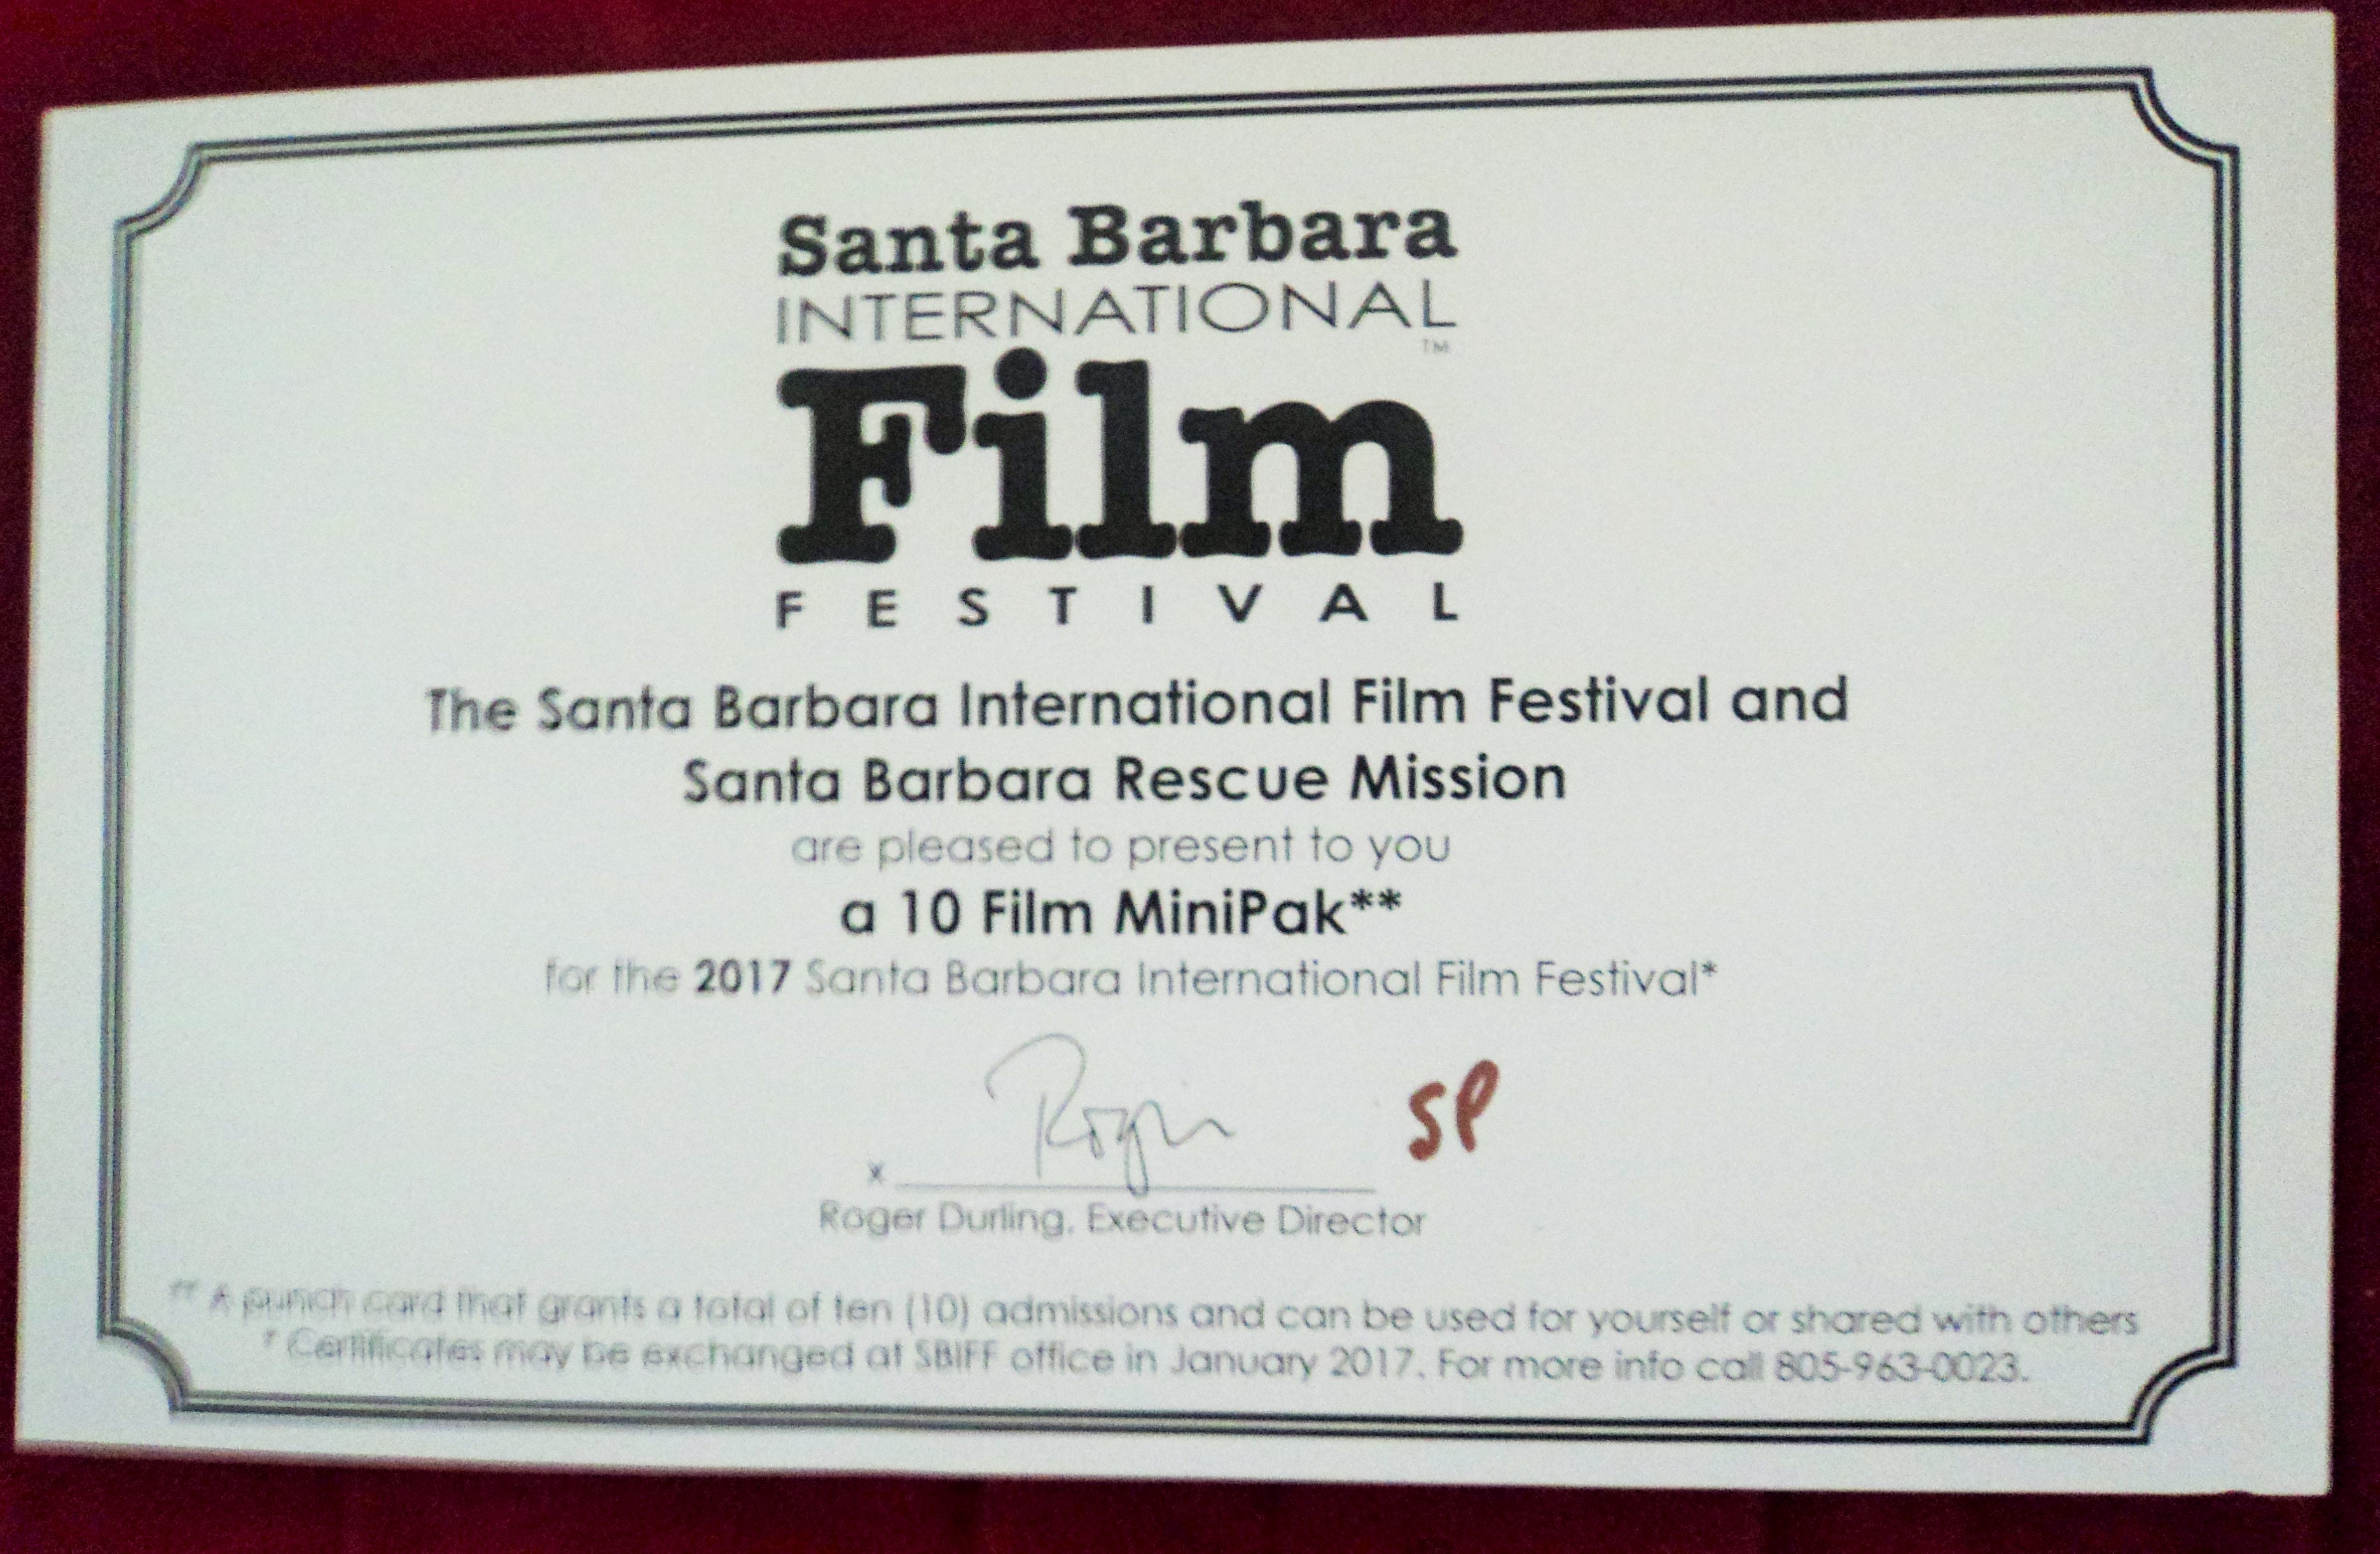 Santa Barbara
INTERNATIONAL
TM
Film
FESTIVAL
The Santa Barbara International Film Festival and
Santa Barbara Rescue Mission
are pleased to present to you
a 10 Film MiniPak**
for the 2017 Santa Barbara International Film Festival*
Roger SP
x
Roger Durling, Executive Director
** A punch card that grants a total of ten (10) admissions and can be used for yourself or shared with others
* Certificates may be exchanged at SBIFF office in January 2017. For more info call 805-963-0023.